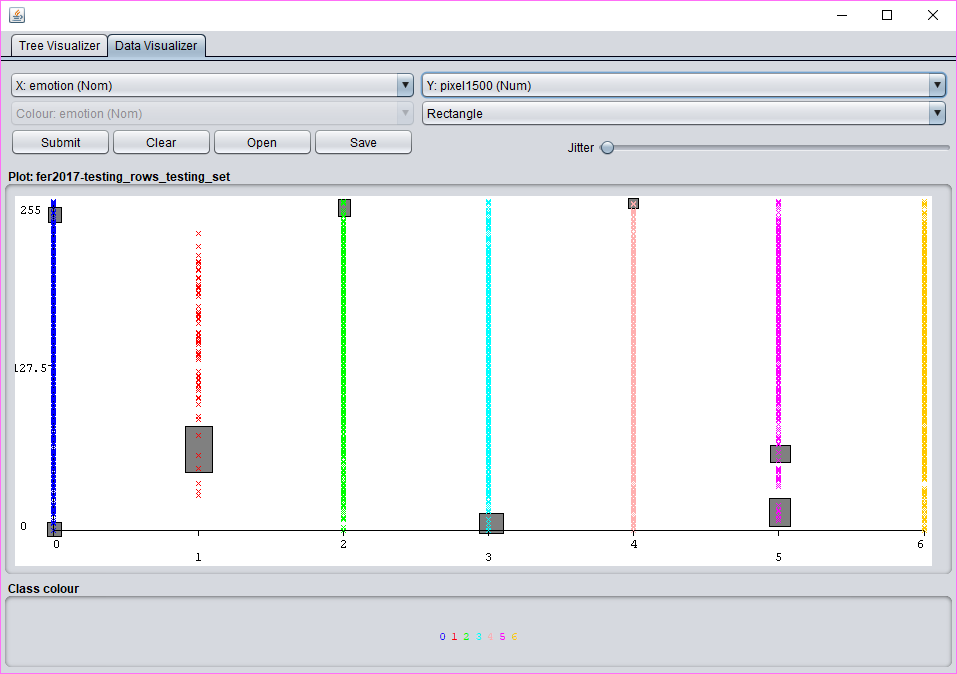 Tree Visualizer Data Visualizer
X: emotion (Nom) Y: pixel1500 (Num)
Colour: emotion (Nom) Rectangle
Submit Clear Open Save Jitter
Plot: fer2017-testing_rows_testing_set
255
127.5
0
0 2 4 6
1 3 5
Class colour
0 1 2 3 4 5 6